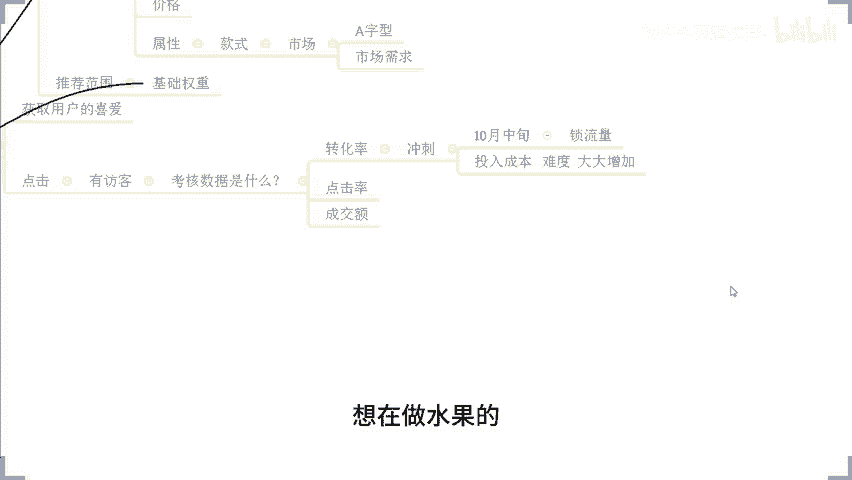 价格
属性 款式 市场 A字型
市场需求
推荐范围 基础权重
获取用户的喜爱
转化率 冲刺 10月中旬 锁流量
投入成本 难度 大大增加
点击 有访客 考核数据是什么? 点击率
成交额
bilibili
想在做水果的